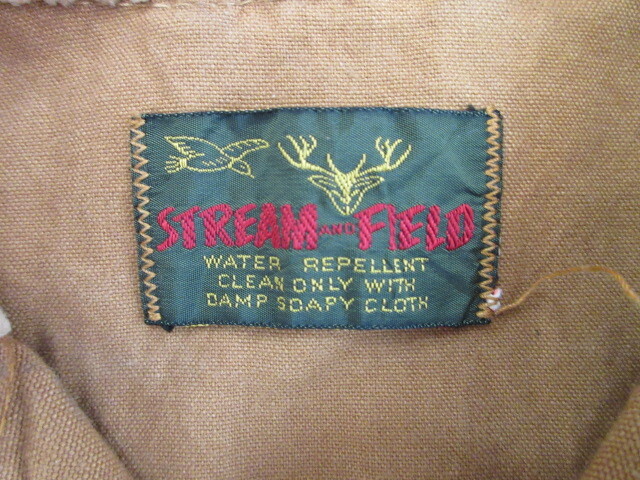 STREAM AND FIELD
WATER REPELLENT
CLEAN ONLY WITH
DAMP SOAPY CLOTH